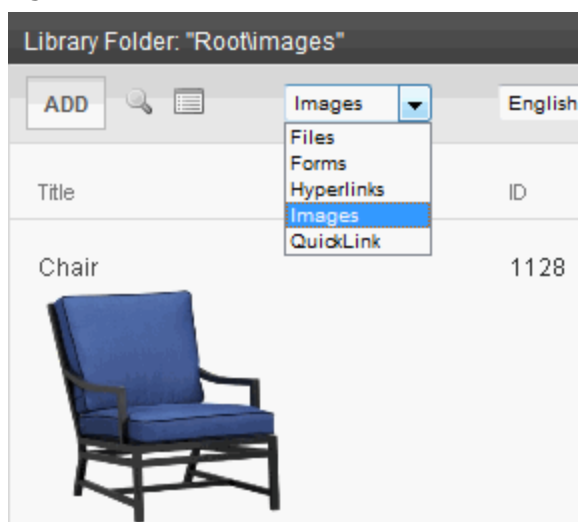 Library Folder: "Root\images"
ADD Images English
Files
Forms
Hyperlinks
Images
QuickLink
Title ID
Chair 1128